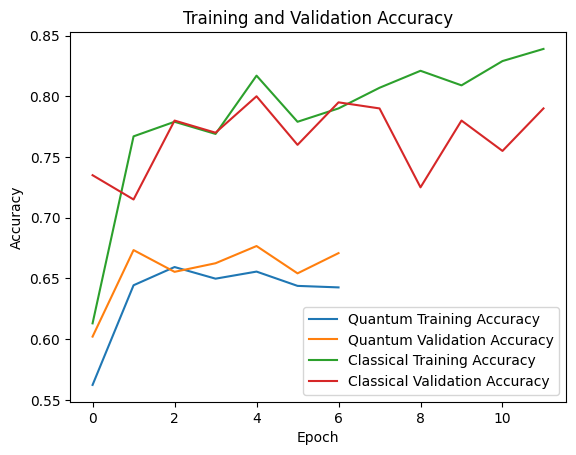 Training and Validation Accuracy
0.85
0.80
0.75
0.70
0.65
0.60
0.55
Accuracy
Quantum Training Accuracy
Quantum Validation Accuracy
Classical Training Accuracy
Classical Validation Accuracy
0 2 4 6 8 10
Epoch